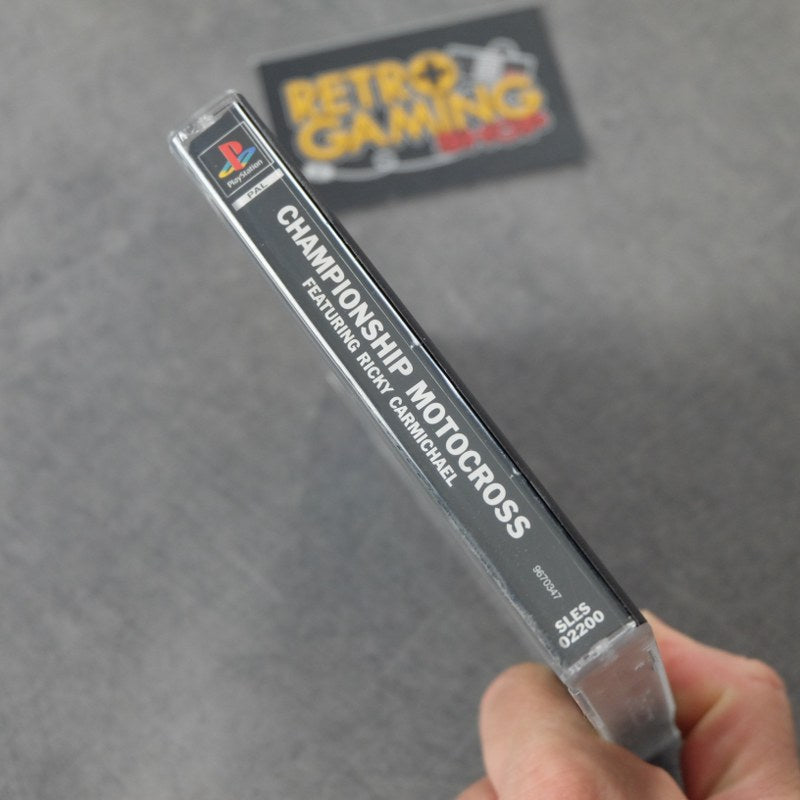 RETRO
GAMING
SHOP
PlayStation
PAL
CHAMPIONSHIP MOTOCROSS
FEATURING RICKY CARMICHAEL
9670347
SLES
02200